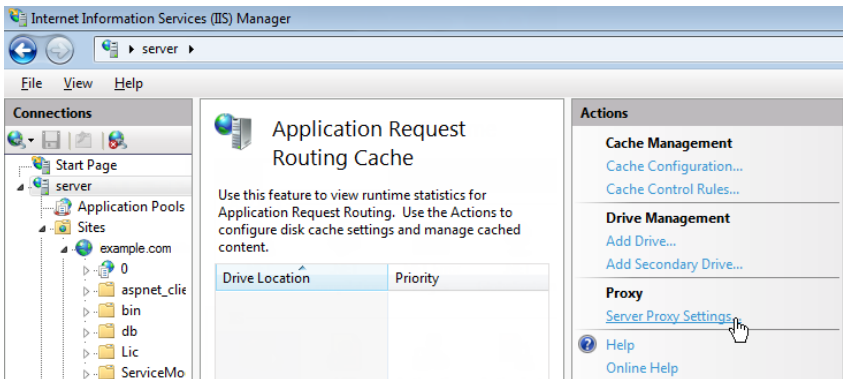 Internet Information Services (IIS) Manager
server
File View Help
Connections
Start Page
server
Application Pools
Sites
example.com
0
aspnet_clie
bin
db
Lic
ServiceMo
Application Request
Routing Cache
Use this feature to view runtime statistics for
Application Request Routing. Use the Actions to
configure disk cache settings and manage cached
content.
Drive Location Priority
Actions
Cache Management
Cache Configuration...
Cache Control Rules...
Drive Management
Add Drive...
Add Secondary Drive...
Proxy
Server Proxy Settings...
Help
Online Help